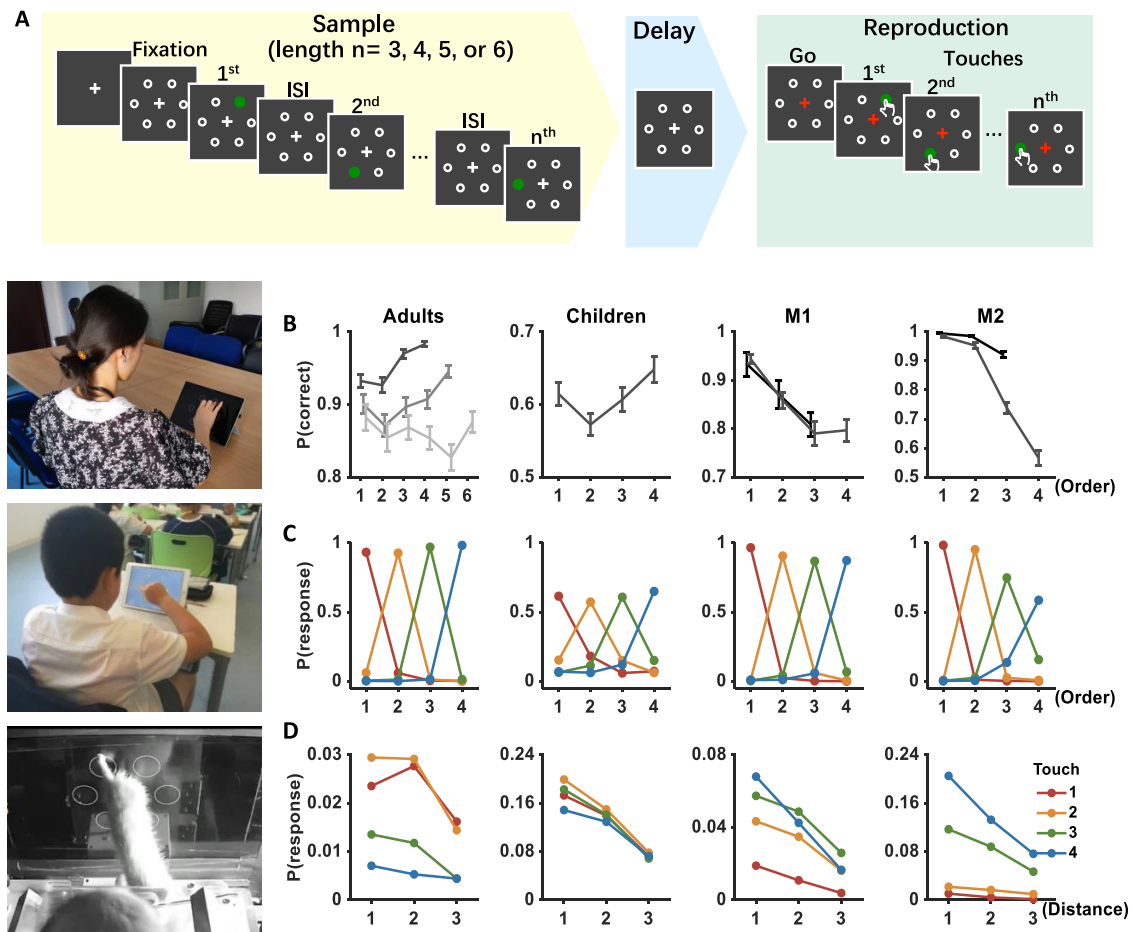 A
Sample
(length n= 3, 4, 5, or 6)
Fixation
1st
ISI
2nd
...
ISI
nth
Delay
Reproduction
Go
Touches
1st
2nd
...
nth
B
Adults
Children
M1
M2
P(correct)
1
0.9
0.8
1 2 3 4 5 6
0.7
0.6
0.5
1 2 3 4
1
0.9
0.8
0.7
1 2 3 4
1
0.9
0.8
0.7
0.6
0.5
1 2 3 4
(Order)
C
P(response)
1
0.5
0
1 2 3 4
1
0.5
0
1 2 3 4
1
0.5
0
1 2 3 4
1
0.5
0
1 2 3 4
(Order)
D
P(response)
0.03
0.02
0.01
0
1 2 3
0.24
0.16
0.08
0
1 2 3
0.08
0.04
0
1 2 3
0.24
0.16
0.08
0
1 2 3
(Distance)
Touch
1
2
3
4